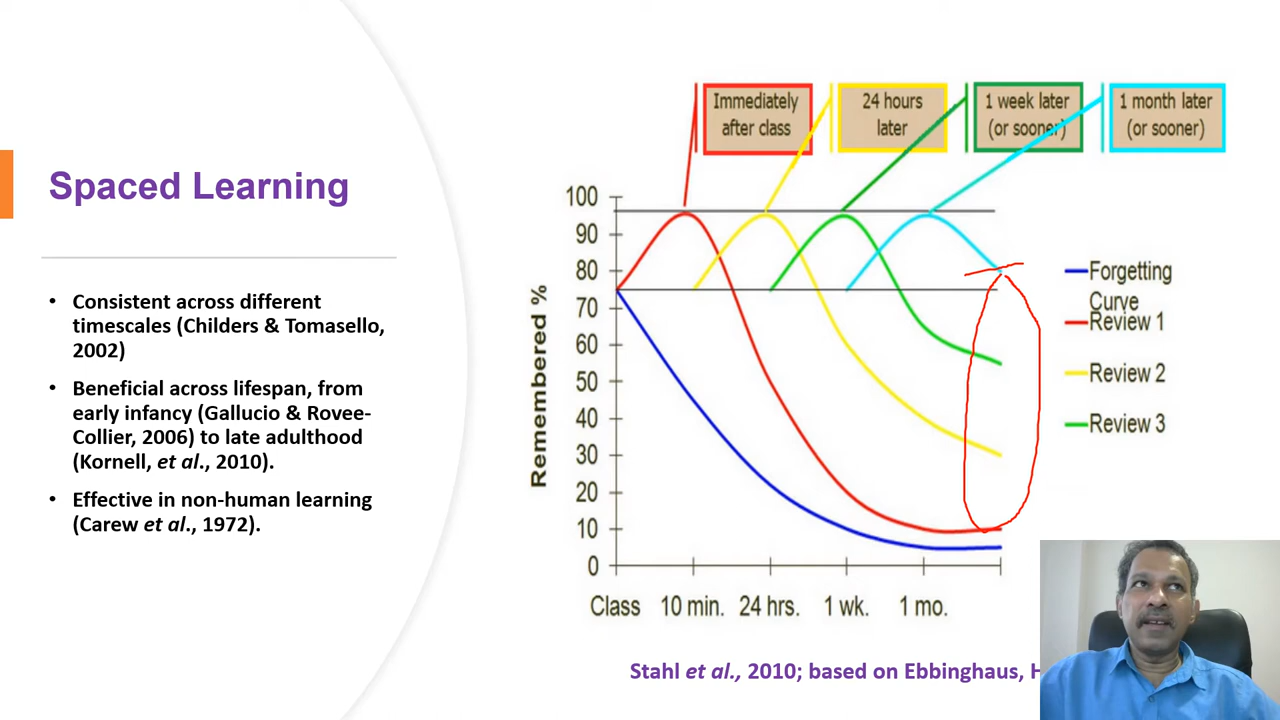 Spaced Learning
• Consistent across different
timescales (Childers & Tomasello,
2002)
• Beneficial across lifespan, from
early infancy (Gallucio & Rovee-
Collier, 2006) to late adulthood
(Kornell, et al., 2010).
• Effective in non-human learning
(Carew et al., 1972).
Immediately
after class
24 hours
later
1 week later
(or sooner)
1 month later
(or sooner)
Remembered %
100
90
80
70
60
50
40
30
20
10
0
Class 10 min. 24 hrs. 1 wk. 1 mo.
Forgetting
Curve
Review 1
Review 2
Review 3
Stahl et al., 2010; based on Ebbinghaus,